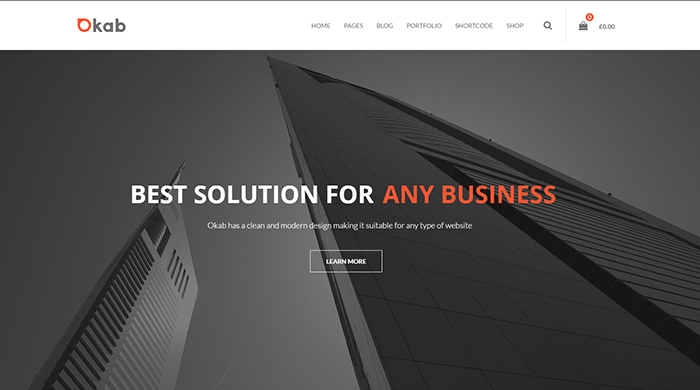 Okab
HOME PAGES BLOG PORTFOLIO SHORTCODE SHOP
0
£0.00
BEST SOLUTION FOR ANY BUSINESS
Okab has a clean and modern design making it suitable for any type of website
LEARN MORE